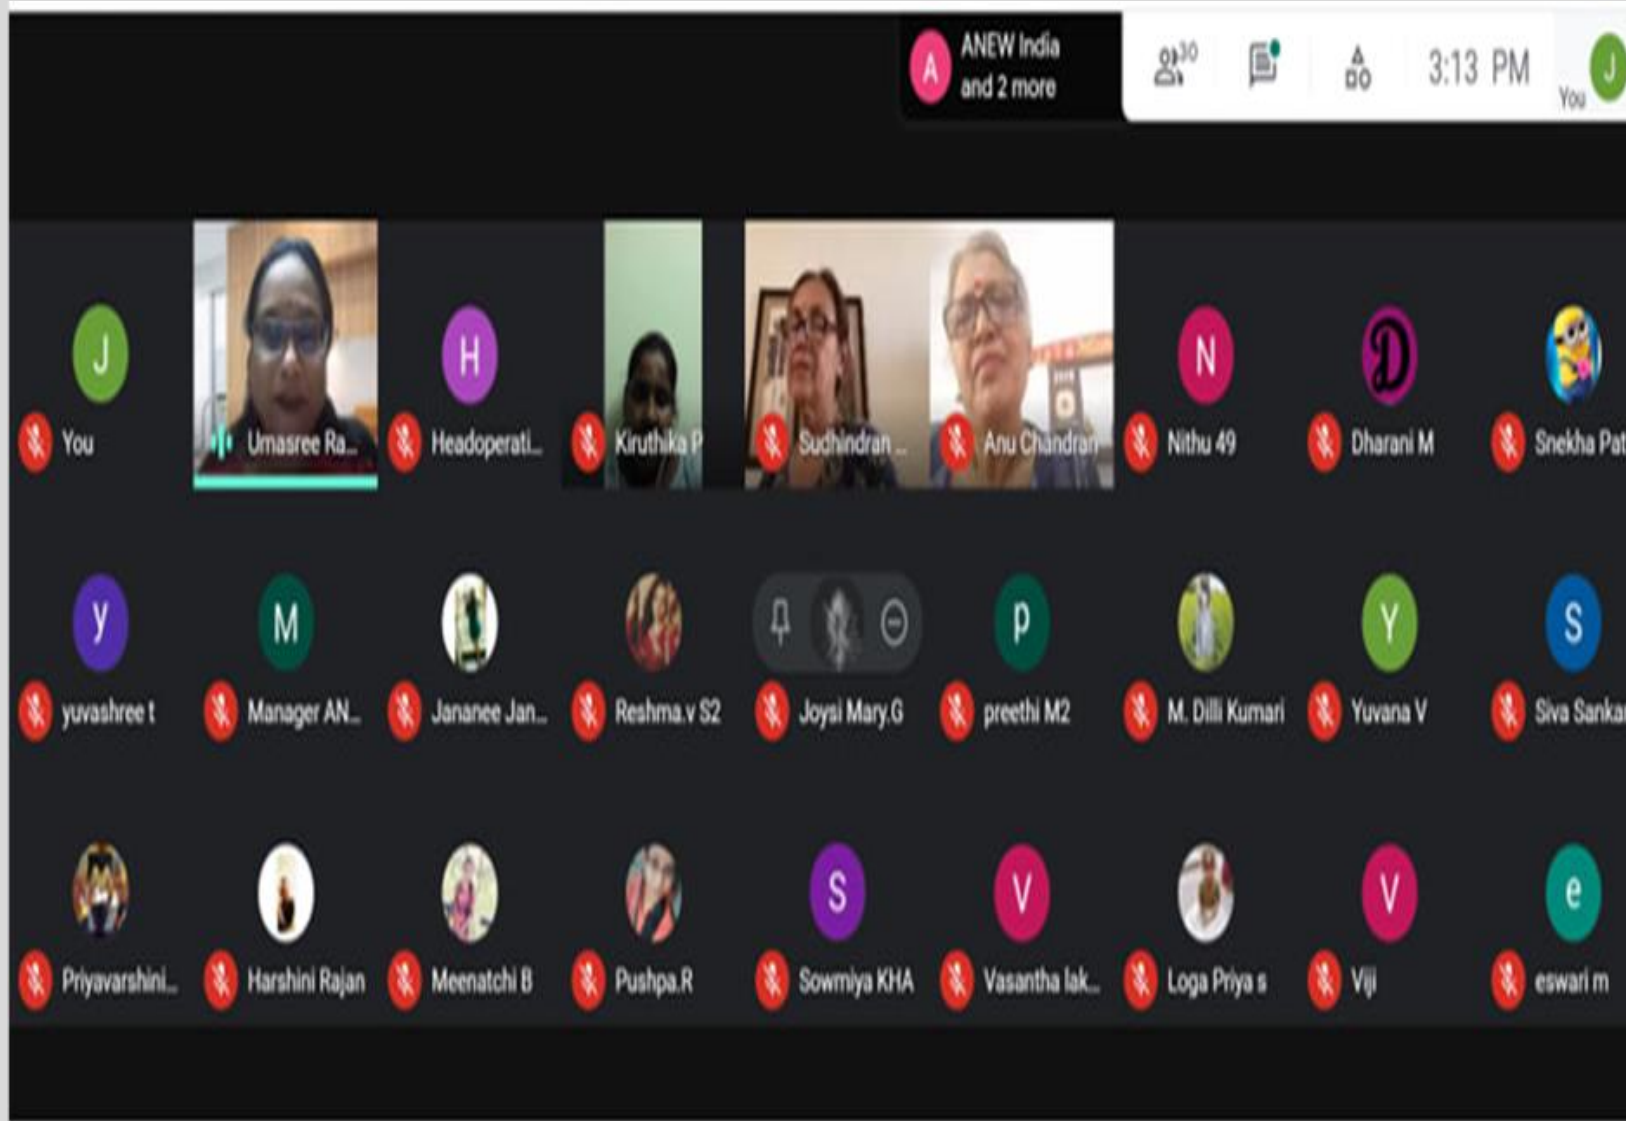 A ANEW India
and 2 more
30
3:13 PM
You
J
J
H
N
D
You
Umasree Ra...
Headoperati...
Kiruthika P
Sudhindran ...
Anu Chandran
Nithu 49
Dharani M
Snekha Pat
y
M
p
Y
S
yuvashree t
Manager AN...
Jananee Jan...
Reshma.v S2
Joysi Mary.G
preethi M2
M. Dilli Kumari
Yuvana V
Siva Sankar
S
V
V
e
Priyavarshini...
Harshini Rajan
Meenatchi B
Pushpa.R
Sowmiya KHA
Vasantha lak...
Loga Priya s
Viji
eswari m